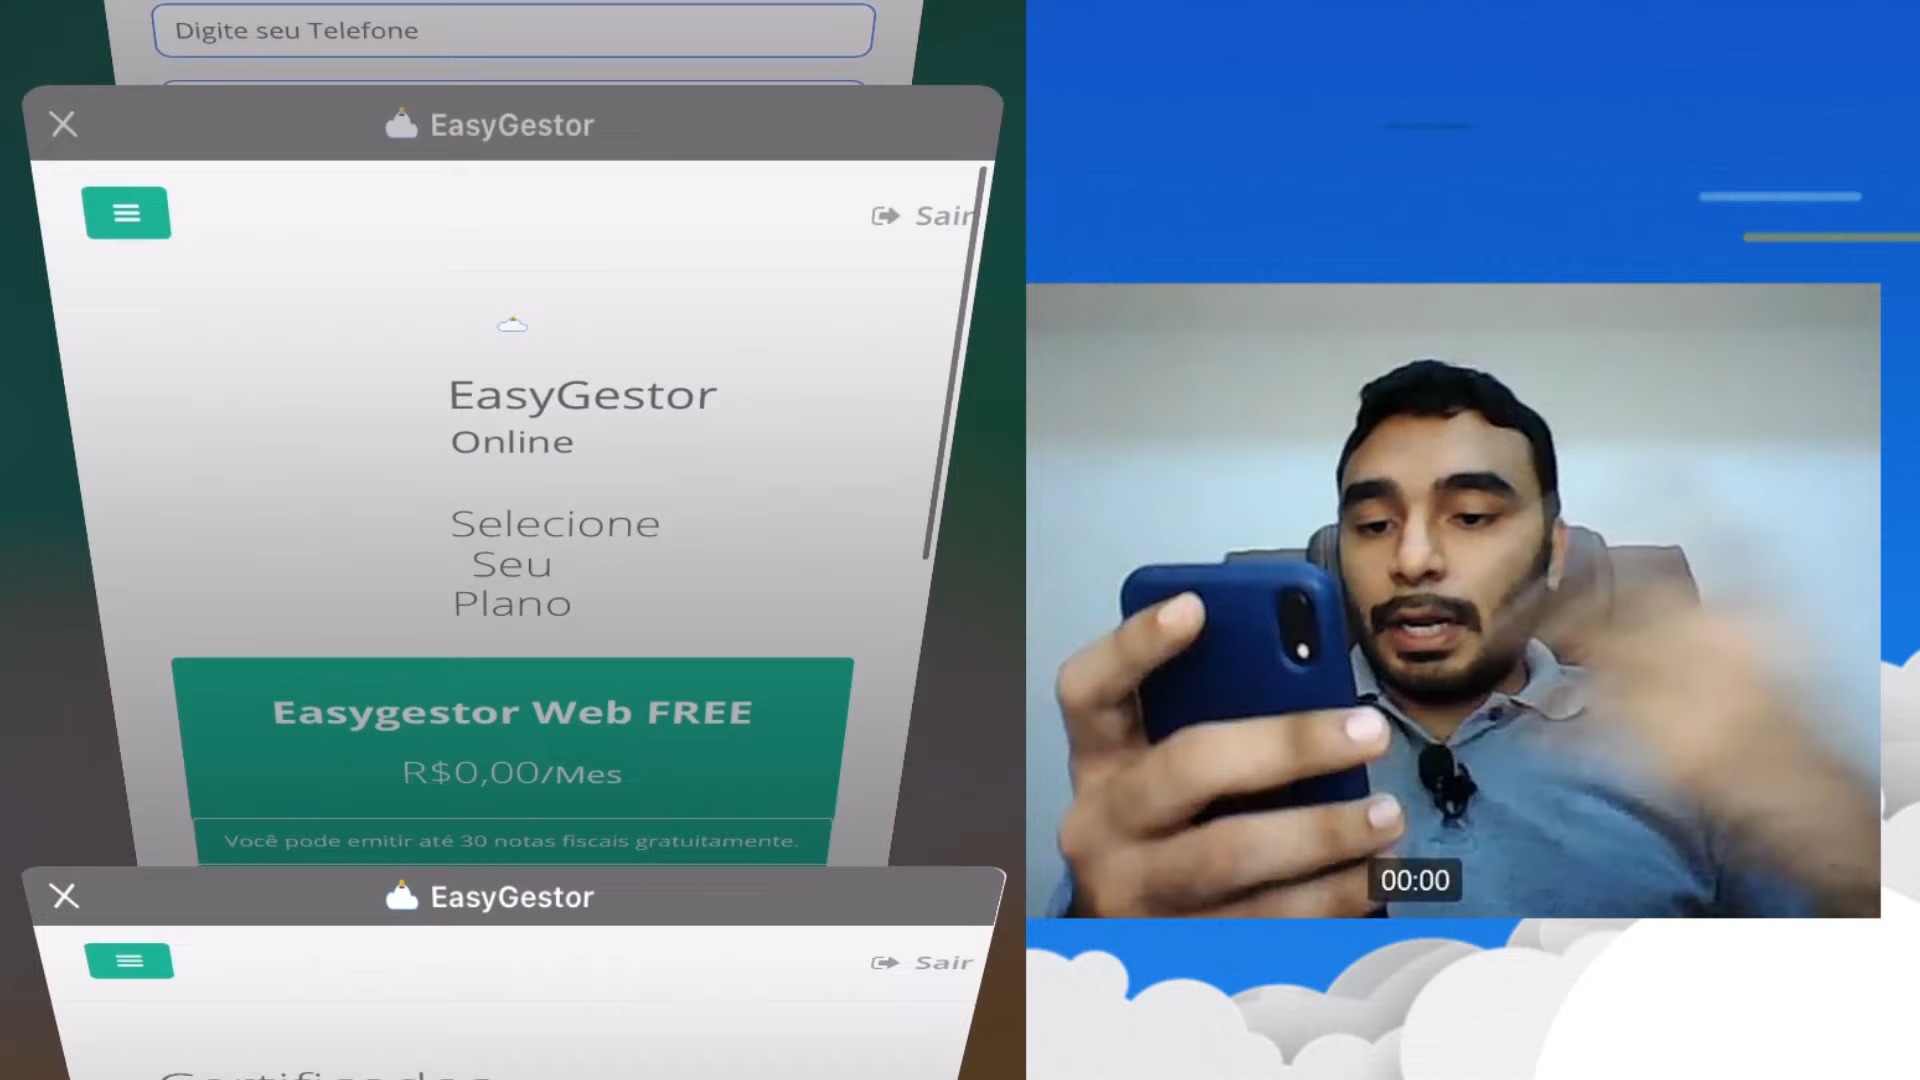 Digite seu Telefone
EasyGestor
Sair
EasyGestor
Online
Selecione
Seu
Plano
Easygestor Web FREE
R$0,00/Mes
Você pode emitir até 30 notas fiscais gratuitamente.
EasyGestor
Sair
00:00